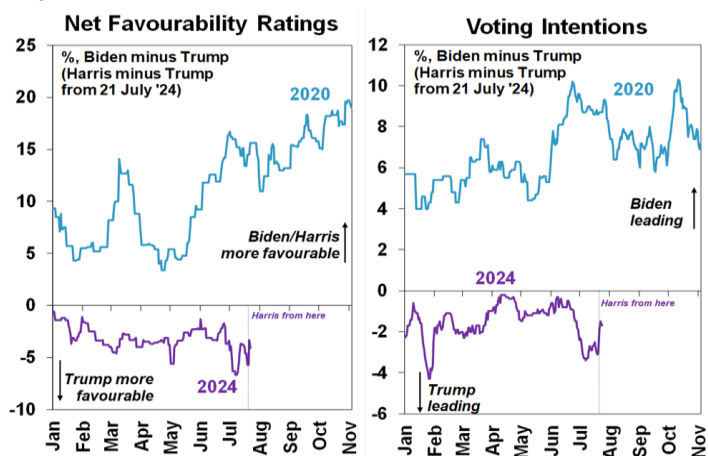 Net Favourability Ratings
%, Biden minus Trump
(Harris minus Trump
from 21 July '24)
25
20
15
10
5
0
-5
-10
2020
Biden/Harris
more favourable
Harris from here
Trump more
favourable
2024
Jan
Feb
Mar
Apr
May
Jun
Jul
Aug
Sep
Oct
Nov
Voting Intentions
%, Biden minus Trump
(Harris minus Trump
from 21 July '24)
12
10
8
6
4
2
0
-2
-4
-6
2020
Biden
leading
2024
Harris from here
Trump
leading
Jan
Feb
Mar
Apr
May
Jun
Jul
Aug
Sep
Oct
Nov